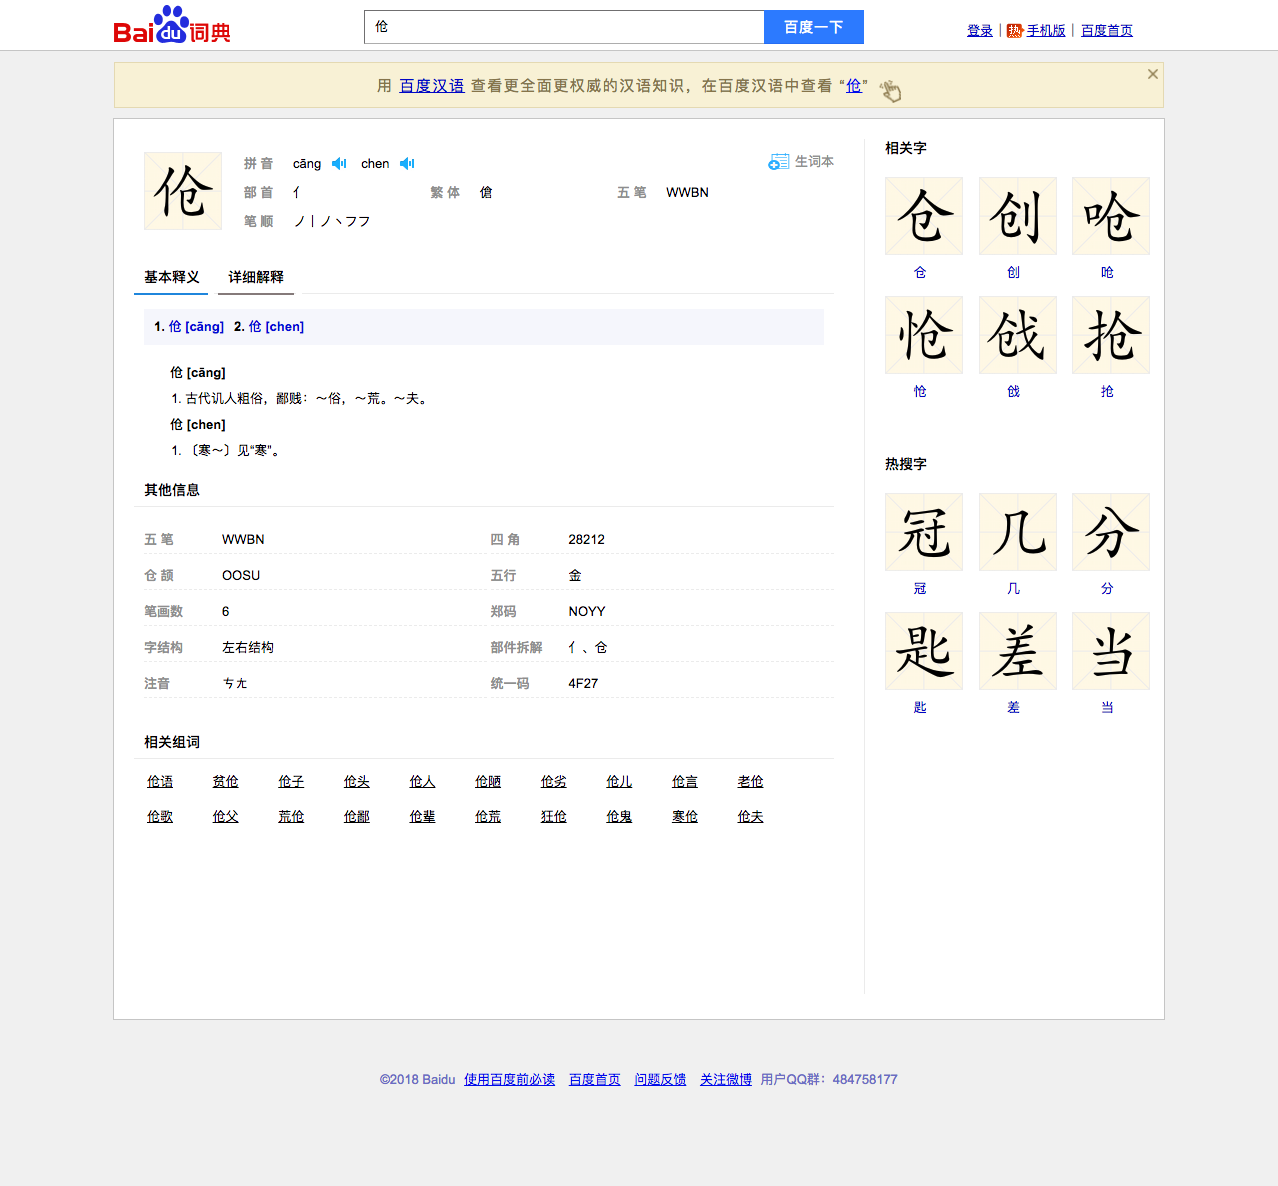 Baidu词典
伧
百度一下
登录 | 热 手机版 | 百度首页
用 百度汉语 查看更全面更权威的汉语知识，在百度汉语中查看 “伧”
伧
拼 音 cāng chen
生词本
部 首 亻 繁 体 傖 五 笔 WWBN
笔 顺 ノ丨ノ丶フフ
基本释义 详细解释
1. 伧 [cāng] 2. 伧 [chen]
伧 [cāng]
1. 古代讥人粗俗，鄙贱：～俗，～荒。～夫。
伧 [chen]
1. 〔寒～〕见“寒”。
其他信息
五 笔 WWBN 四 角 28212
仓 颉 OOSU 五行 金
笔画数 6 郑码 NOYY
字结构 左右结构 部件拆解 亻、仓
注音 ㄘㄤ 统一码 4F27
相关组词
伧语 贫伧 伧子 伧头 伧人 伧陋 伧劣 伧儿 伧言 老伧
伧歌 伧父 荒伧 伧鄙 伧辈 伧荒 狂伧 伧鬼 寒伧 伧夫
相关字
仓 创 呛
仓 创 呛
怆 戗 抢
怆 戗 抢
热搜字
冠 几 分
冠 几 分
匙 差 当
匙 差 当
©2018 Baidu 使用百度前必读 百度首页 问题反馈 关注微博 用户QQ群：484758177